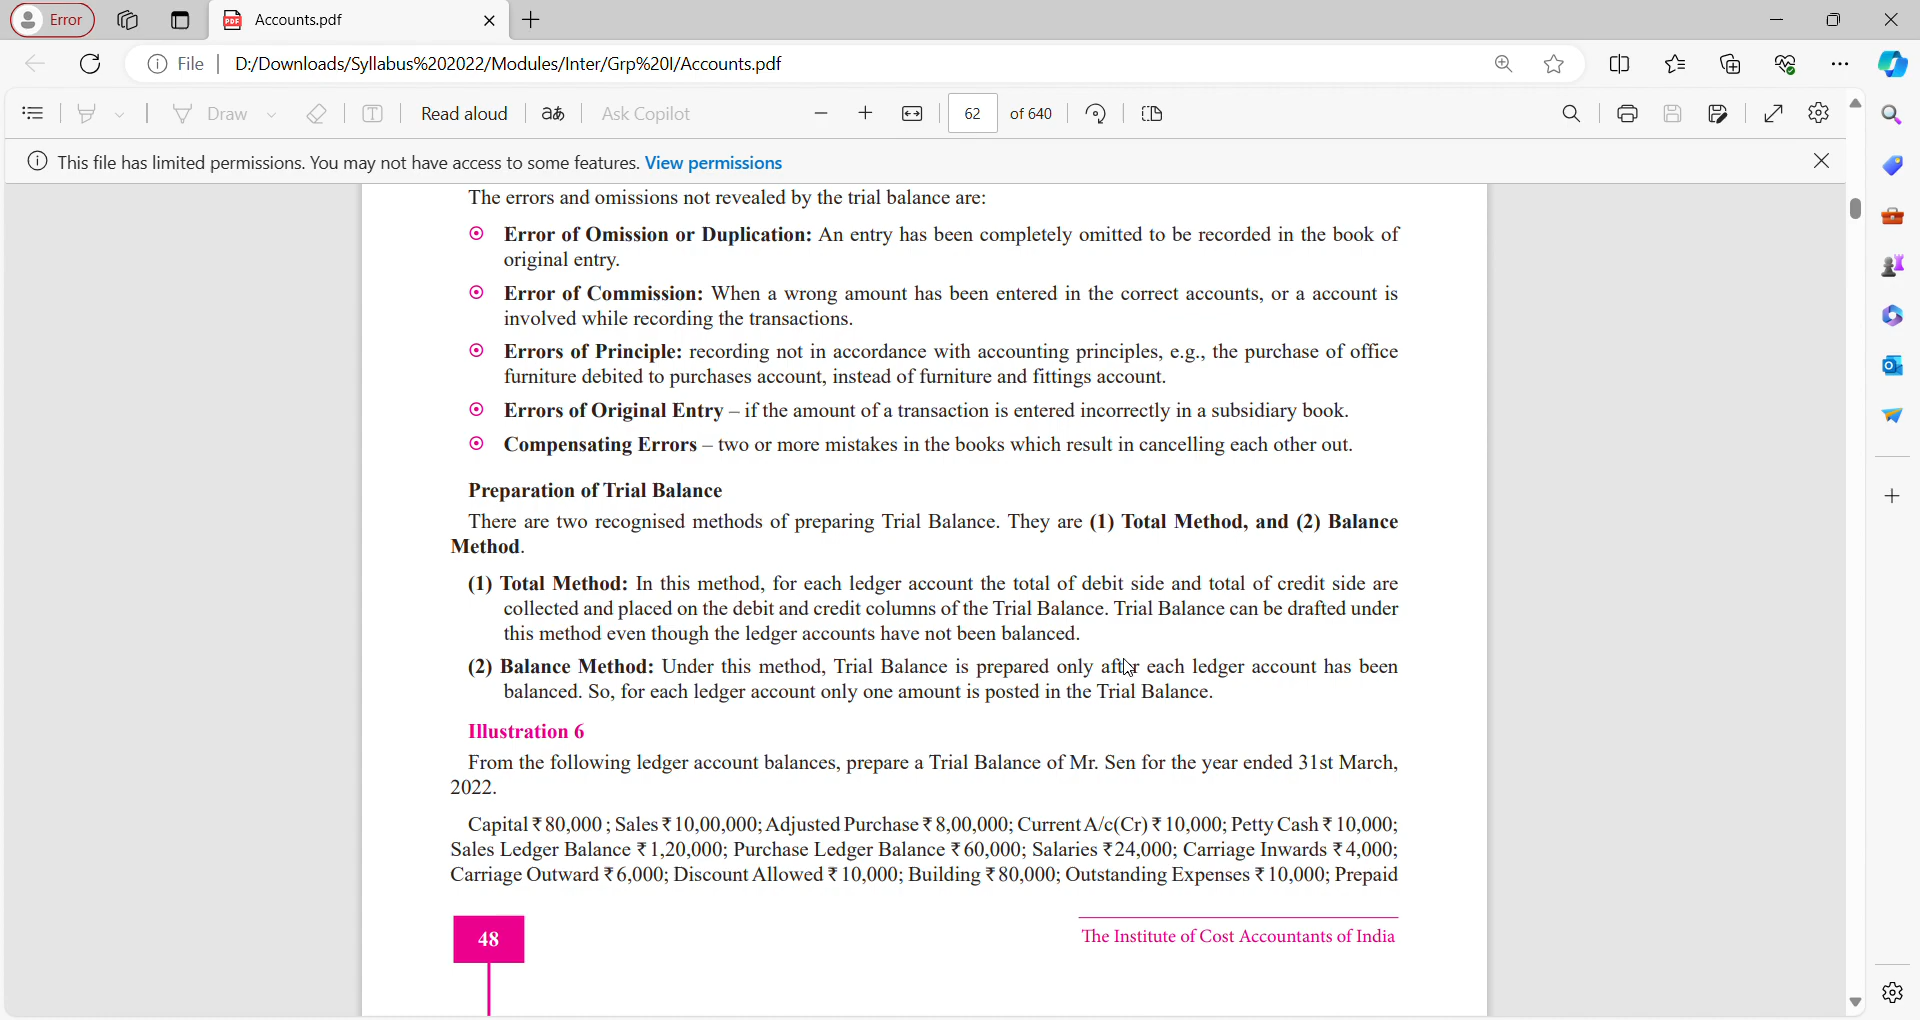 Error
Accounts.pdf
File
D:/Downloads/Syllabus%202022/Modules/Inter/Grp%20I/Accounts.pdf
Draw
Read aloud
aあ
Ask Copilot
62 of 640
This file has limited permissions. You may not have access to some features. View permissions
The errors and omissions not revealed by the trial balance are:
Error of Omission or Duplication: An entry has been completely omitted to be recorded in the book of
original entry.
Error of Commission: When a wrong amount has been entered in the correct accounts, or a account is
involved while recording the transactions.
Errors of Principle: recording not in accordance with accounting principles, e.g., the purchase of office
furniture debited to purchases account, instead of furniture and fittings account.
Errors of Original Entry – if the amount of a transaction is entered incorrectly in a subsidiary book.
Compensating Errors – two or more mistakes in the books which result in cancelling each other out.
Preparation of Trial Balance
There are two recognised methods of preparing Trial Balance. They are (1) Total Method, and (2) Balance
Method.
(1) Total Method: In this method, for each ledger account the total of debit side and total of credit side are
collected and placed on the debit and credit columns of the Trial Balance. Trial Balance can be drafted under
this method even though the ledger accounts have not been balanced.
(2) Balance Method: Under this method, Trial Balance is prepared only after each ledger account has been
balanced. So, for each ledger account only one amount is posted in the Trial Balance.
Illustration 6
From the following ledger account balances, prepare a Trial Balance of Mr. Sen for the year ended 31st March,
2022.
Capital ₹ 80,000 ; Sales ₹ 10,00,000; Adjusted Purchase ₹ 8,00,000; Current A/c(Cr) ₹ 10,000; Petty Cash ₹ 10,000;
Sales Ledger Balance ₹ 1,20,000; Purchase Ledger Balance ₹ 60,000; Salaries ₹ 24,000; Carriage Inwards ₹ 4,000;
Carriage Outward ₹ 6,000; Discount Allowed ₹ 10,000; Building ₹ 80,000; Outstanding Expenses ₹ 10,000; Prepaid
48
The Institute of Cost Accountants of India